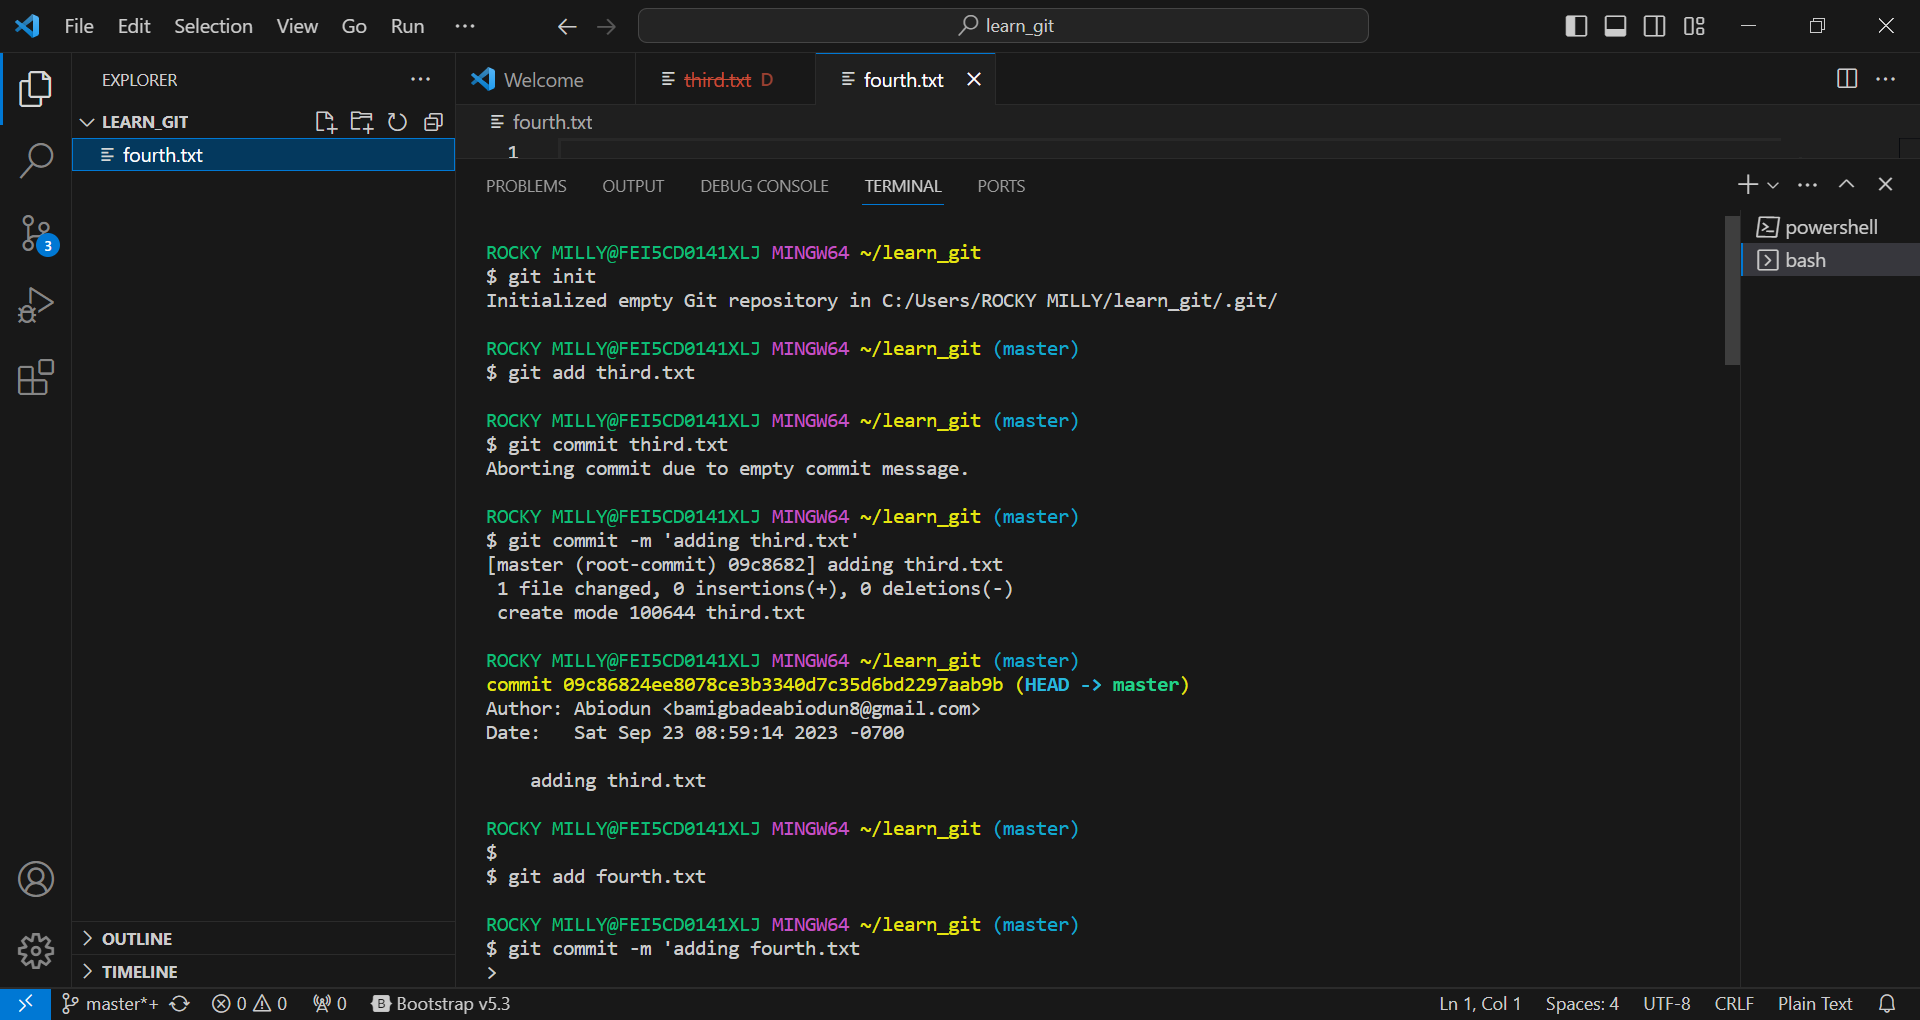 File Edit Selection View Go Run ··· learn_git
EXPLORER ···
LEARN_GIT
fourth.txt
3
OUTLINE
TIMELINE
Welcome third.txt D fourth.txt
fourth.txt
1
PROBLEMS OUTPUT DEBUG CONSOLE TERMINAL PORTS
powershell
bash
ROCKY MILLY@FEI5CD0141XLJ MINGW64 ~/learn_git
$ git init
Initialized empty Git repository in C:/Users/ROCKY MILLY/learn_git/.git/
ROCKY MILLY@FEI5CD0141XLJ MINGW64 ~/learn_git (master)
$ git add third.txt
ROCKY MILLY@FEI5CD0141XLJ MINGW64 ~/learn_git (master)
$ git commit third.txt
Aborting commit due to empty commit message.
ROCKY MILLY@FEI5CD0141XLJ MINGW64 ~/learn_git (master)
$ git commit -m 'adding third.txt'
[master (root-commit) 09c8682] adding third.txt
1 file changed, 0 insertions(+), 0 deletions(-)
create mode 100644 third.txt
ROCKY MILLY@FEI5CD0141XLJ MINGW64 ~/learn_git (master)
commit 09c86824ee8078ce3b3340d7c35d6bd2297aab9b (HEAD -> master)
Author: Abiodun <bamigbadeabiodun8@gmail.com>
Date:   Sat Sep 23 08:59:14 2023 -0700
adding third.txt
ROCKY MILLY@FEI5CD0141XLJ MINGW64 ~/learn_git (master)
$
$ git add fourth.txt
ROCKY MILLY@FEI5CD0141XLJ MINGW64 ~/learn_git (master)
$ git commit -m 'adding fourth.txt
>
master*+ 0 0 0 B Bootstrap v5.3 Ln 1, Col 1 Spaces: 4 UTF-8 CRLF Plain Text